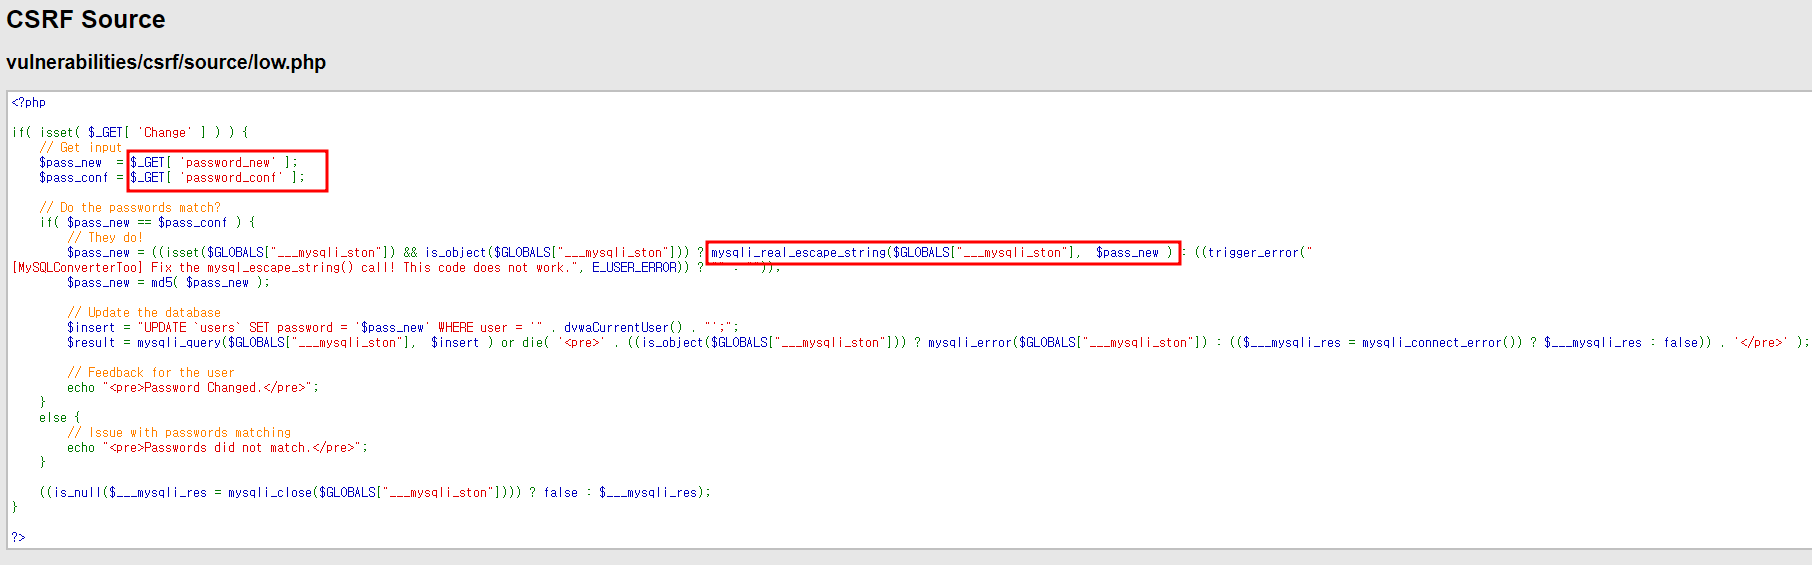 CSRF Source
vulnerabilities/csrf/source/low.php
<?php
if( isset( $_GET[ 'Change' ] ) ) {
    // Get input
    $pass_new  = $_GET[ 'password_new' ];
    $pass_conf = $_GET[ 'password_conf' ];
    // Do the passwords match?
    if( $pass_new == $pass_conf ) {
        // They do!
        $pass_new = ((isset($GLOBALS["___mysqli_ston"]) && is_object($GLOBALS["___mysqli_ston"])) ? mysqli_real_escape_string($GLOBALS["___mysqli_ston"],  $pass_new ) : ((trigger_error("
[MySQLConverterToo] Fix the mysql_escape_string() call! This code does not work.", E_USER_ERROR)) ? "" : ""));
        $pass_new = md5( $pass_new );
        // Update the database
        $insert = "UPDATE `users` SET password = '$pass_new' WHERE user = '" . dvwaCurrentUser() . "';";
        $result = mysqli_query($GLOBALS["___mysqli_ston"],  $insert ) or die( '<pre>' . ((is_object($GLOBALS["___mysqli_ston"])) ? mysqli_error($GLOBALS["___mysqli_ston"]) : (($___mysqli_res = mysqli_connect_error()) ? $___mysqli_res : false)) . '</pre>' );
        // Feedback for the user
        echo "<pre>Password Changed.</pre>";
    }
    else {
        // Issue with passwords matching
        echo "<pre>Passwords did not match.</pre>";
    }
    ((is_null($___mysqli_res = mysqli_close($GLOBALS["___mysqli_ston"]))) ? false : $___mysqli_res);
}
?>